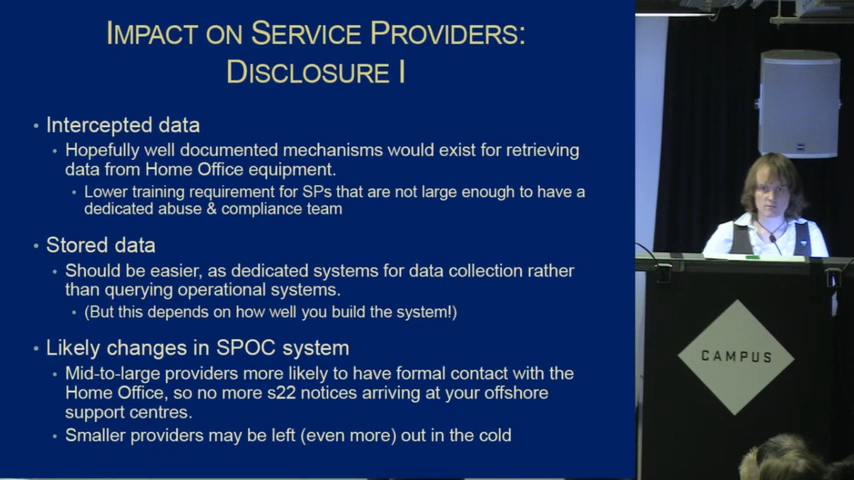 IMPACT ON SERVICE PROVIDERS:
DISCLOSURE I
• Intercepted data
• Hopefully well documented mechanisms would exist for retrieving
data from Home Office equipment.
• Lower training requirement for SPs that are not large enough to have a
dedicated abuse & compliance team
• Stored data
• Should be easier, as dedicated systems for data collection rather
than querying operational systems.
• (But this depends on how well you build the system!)
• Likely changes in SPOC system
• Mid-to-large providers more likely to have formal contact with the
Home Office, so no more s22 notices arriving at your offshore
support centres.
• Smaller providers may be left (even more) out in the cold
CAMPUS